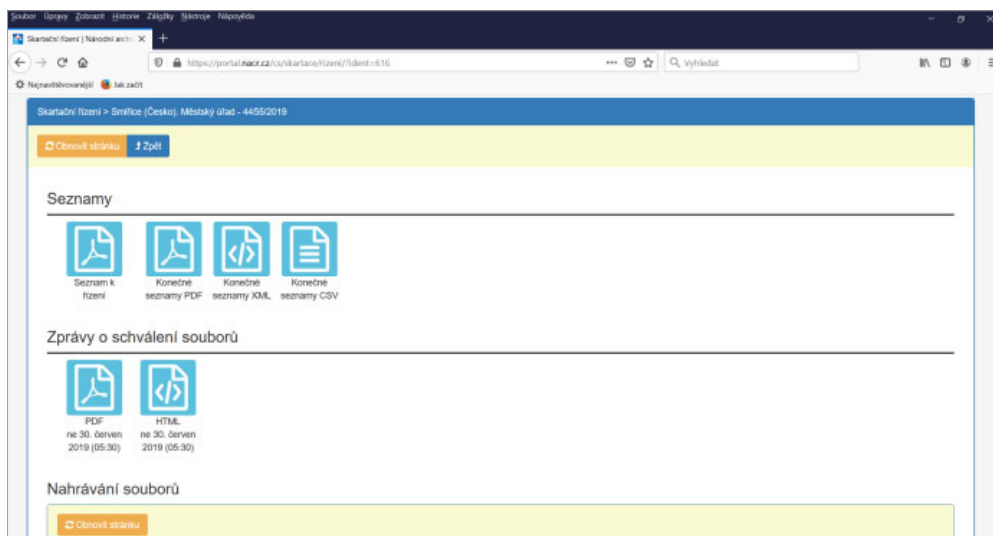 Soubor Úpravy Zobrazit Historie Záložky Nástroje Nápověda
Skartační řízení | Národní archi
https://portal.nacr.cz/cs/skartace/rizeni/?ident=616
Vyhledat
Nejnavštěvovanější Jak začít
Skartační řízení > Smiřice (Česko). Městský úřad - 4455/2019
Obnovit stránku Zpět
Seznamy
Seznam k řízení
Konečné seznamy PDF
Konečné seznamy XML
Konečné seznamy CSV
Zprávy o schválení souborů
PDF
ne 30. červen
2019 (05:30)
HTML
ne 30. červen
2019 (05:30)
Nahrávání souborů
Obnovit stránku